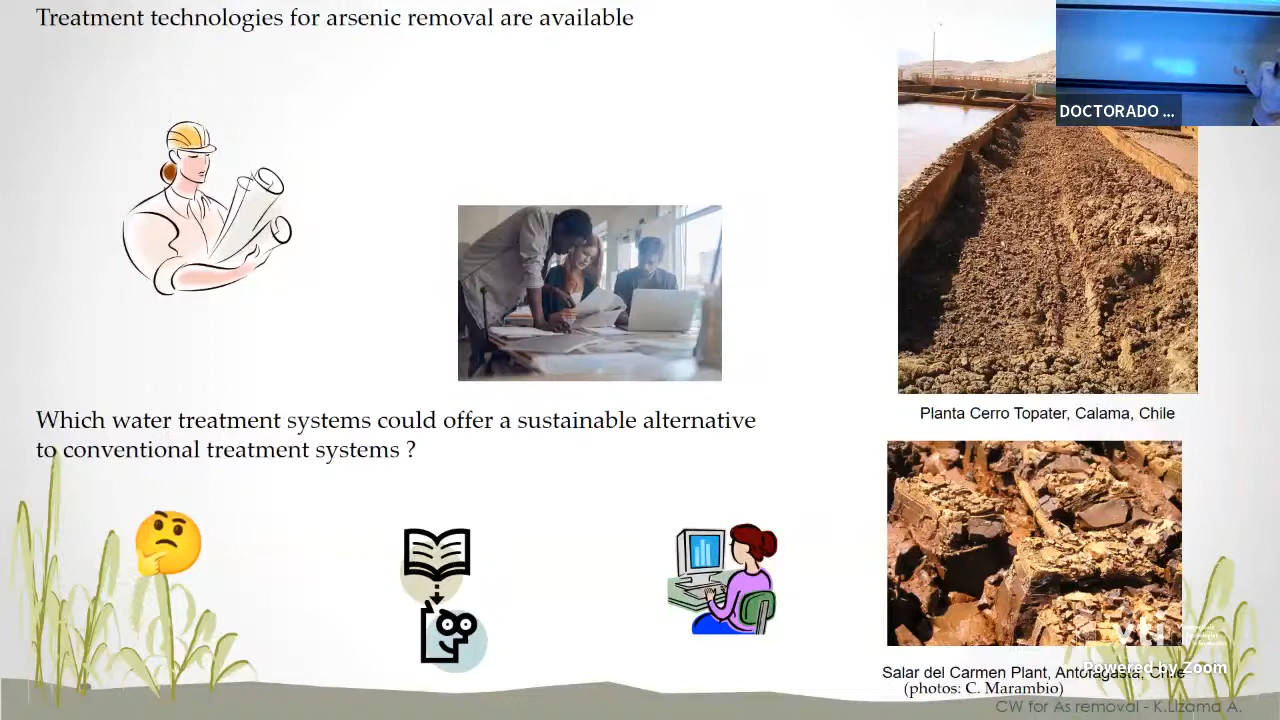 Treatment technologies for arsenic removal are available
DOCTORADO ...
Planta Cerro Topater, Calama, Chile
Which water treatment systems could offer a sustainable alternative
to conventional treatment systems ?
vti
Powered by Zoom
Salar del Carmen Plant, Antofagasta, Chile
(photos: C. Marambio)
CW for As removal - K.Lizama A.